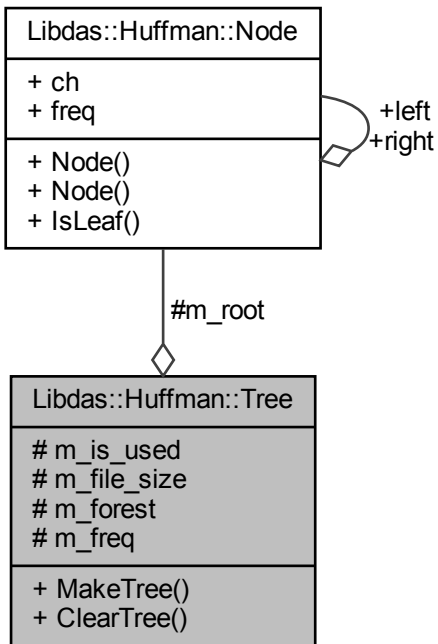 Libdas::Huffman::Node
+ ch
+ freq
+left
+right
+ Node()
+ Node()
+ IsLeaf()
#m_root
Libdas::Huffman::Tree
# m_is_used
# m_file_size
# m_forest
# m_freq
+ MakeTree()
+ ClearTree()